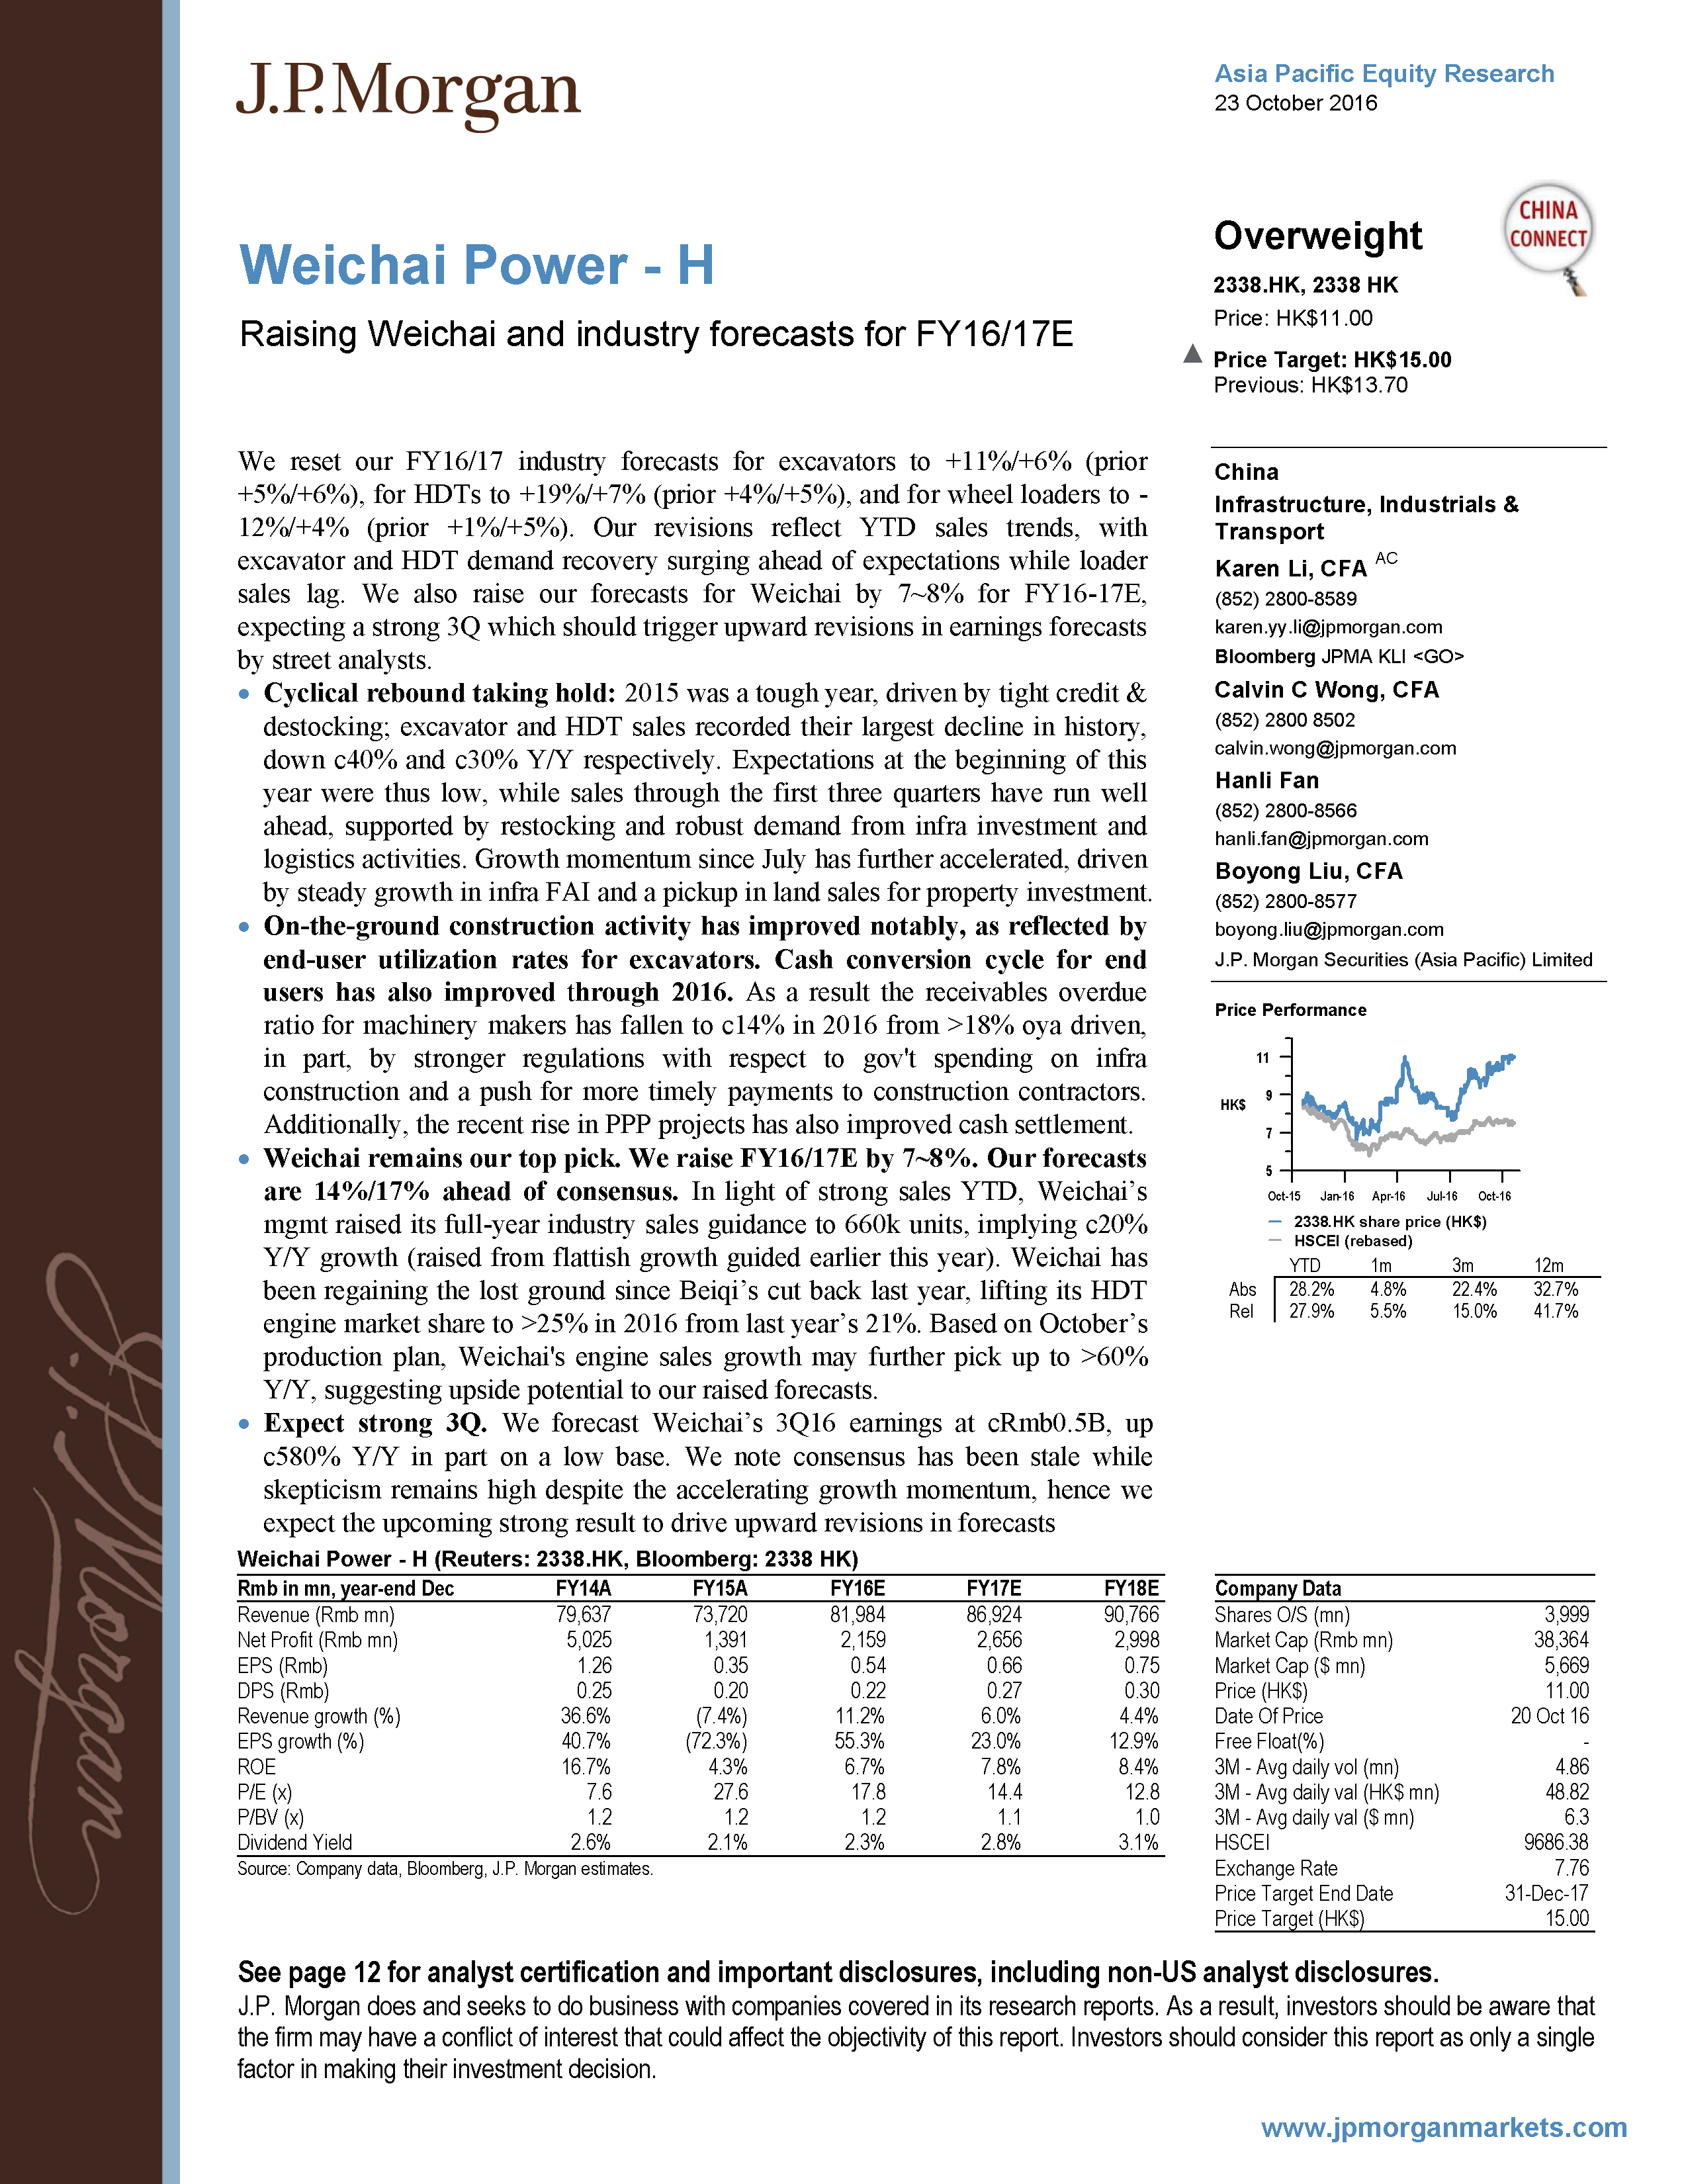 J.P.Morgan
Asia Pacific Equity Research
23 October 2016
Weichai Power - H
Raising Weichai and industry forecasts for FY16/17E
Overweight
2338.HK, 2338 HK
Price: HK$11.00
▲ Price Target: HK$15.00
Previous: HK$13.70
CHINA
CONNECT
We reset our FY16/17 industry forecasts for excavators to +11%/+6% (prior
+5%/+6%), for HDTs to +19%/+7% (prior +4%/+5%), and for wheel loaders to -
12%/+4% (prior +1%/+5%). Our revisions reflect YTD sales trends, with
excavator and HDT demand recovery surging ahead of expectations while loader
sales lag. We also raise our forecasts for Weichai by 7~8% for FY16-17E,
expecting a strong 3Q which should trigger upward revisions in earnings forecasts
by street analysts.
• Cyclical rebound taking hold: 2015 was a tough year, driven by tight credit &
destocking; excavator and HDT sales recorded their largest decline in history,
down c40% and c30% Y/Y respectively. Expectations at the beginning of this
year were thus low, while sales through the first three quarters have run well
ahead, supported by restocking and robust demand from infra investment and
logistics activities. Growth momentum since July has further accelerated, driven
by steady growth in infra FAI and a pickup in land sales for property investment.
• On-the-ground construction activity has improved notably, as reflected by
end-user utilization rates for excavators. Cash conversion cycle for end
users has also improved through 2016. As a result the receivables overdue
ratio for machinery makers has fallen to c14% in 2016 from >18% oya driven,
in part, by stronger regulations with respect to gov't spending on infra
construction and a push for more timely payments to construction contractors.
Additionally, the recent rise in PPP projects has also improved cash settlement.
• Weichai remains our top pick. We raise FY16/17E by 7~8%. Our forecasts
are 14%/17% ahead of consensus. In light of strong sales YTD, Weichai’s
mgmt raised its full-year industry sales guidance to 660k units, implying c20%
Y/Y growth (raised from flattish growth guided earlier this year). Weichai has
been regaining the lost ground since Beiqi’s cut back last year, lifting its HDT
engine market share to >25% in 2016 from last year’s 21%. Based on October’s
production plan, Weichai's engine sales growth may further pick up to >60%
Y/Y, suggesting upside potential to our raised forecasts.
• Expect strong 3Q. We forecast Weichai’s 3Q16 earnings at cRmb0.5B, up
c580% Y/Y in part on a low base. We note consensus has been stale while
skepticism remains high despite the accelerating growth momentum, hence we
expect the upcoming strong result to drive upward revisions in forecasts
China
Infrastructure, Industrials &
Transport
Karen Li, CFA AC
(852) 2800-8589
karen.yy.li@jpmorgan.com
Bloomberg JPMA KLI <GO>
Calvin C Wong, CFA
(852) 2800 8502
calvin.wong@jpmorgan.com
Hanli Fan
(852) 2800-8566
hanli.fan@jpmorgan.com
Boyong Liu, CFA
(852) 2800-8577
boyong.liu@jpmorgan.com
J.P. Morgan Securities (Asia Pacific) Limited
Price Performance
11
9
HK$
7
5
Oct-15 Jan-16 Apr-16 Jul-16 Oct-16
2338.HK share price (HK$)
HSCEI (rebased)
YTD 1m 3m 12m
Abs 28.2% 4.8% 22.4% 32.7%
Rel 27.9% 5.5% 15.0% 41.7%
Weichai Power - H (Reuters: 2338.HK, Bloomberg: 2338 HK)
Rmb in mn, year-end Dec FY14A FY15A FY16E FY17E FY18E
Revenue (Rmb mn) 79,637 73,720 81,984 86,924 90,766
Net Profit (Rmb mn) 5,025 1,391 2,159 2,656 2,998
EPS (Rmb) 1.26 0.35 0.54 0.66 0.75
DPS (Rmb) 0.25 0.20 0.22 0.27 0.30
Revenue growth (%) 36.6% (7.4%) 11.2% 6.0% 4.4%
EPS growth (%) 40.7% (72.3%) 55.3% 23.0% 12.9%
ROE 16.7% 4.3% 6.7% 7.8% 8.4%
P/E (x) 7.6 27.6 17.8 14.4 12.8
P/BV (x) 1.2 1.2 1.2 1.1 1.0
Dividend Yield 2.6% 2.1% 2.3% 2.8% 3.1%
Source: Company data, Bloomberg, J.P. Morgan estimates.
Company Data
Shares O/S (mn) 3,999
Market Cap (Rmb mn) 38,364
Market Cap ($ mn) 5,669
Price (HK$) 11.00
Date Of Price 20 Oct 16
Free Float(%) -
3M - Avg daily vol (mn) 4.86
3M - Avg daily val (HK$ mn) 48.82
3M - Avg daily val ($ mn) 6.3
HSCEI 9686.38
Exchange Rate 7.76
Price Target End Date 31-Dec-17
Price Target (HK$) 15.00
See page 12 for analyst certification and important disclosures, including non-US analyst disclosures.
J.P. Morgan does and seeks to do business with companies covered in its research reports. As a result, investors should be aware that
the firm may have a conflict of interest that could affect the objectivity of this report. Investors should consider this report as only a single
factor in making their investment decision.
www.jpmorganmarkets.com
J.P. Morgan